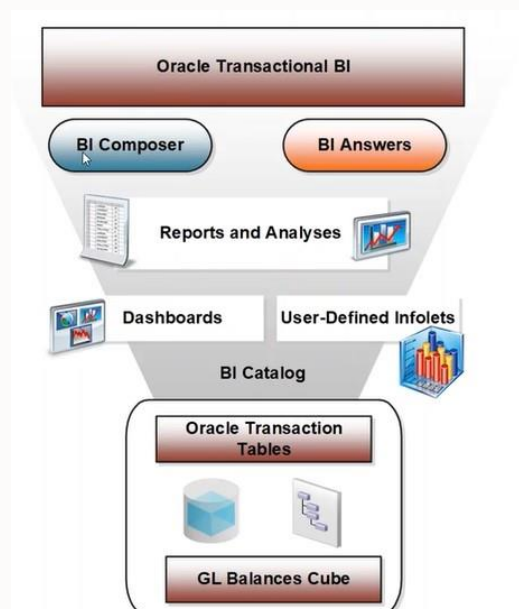 Oracle Transactional BI
BI Composer
BI Answers
Reports and Analyses
Dashboards
User-Defined Infolets
BI Catalog
Oracle Transaction
Tables
GL Balances Cube